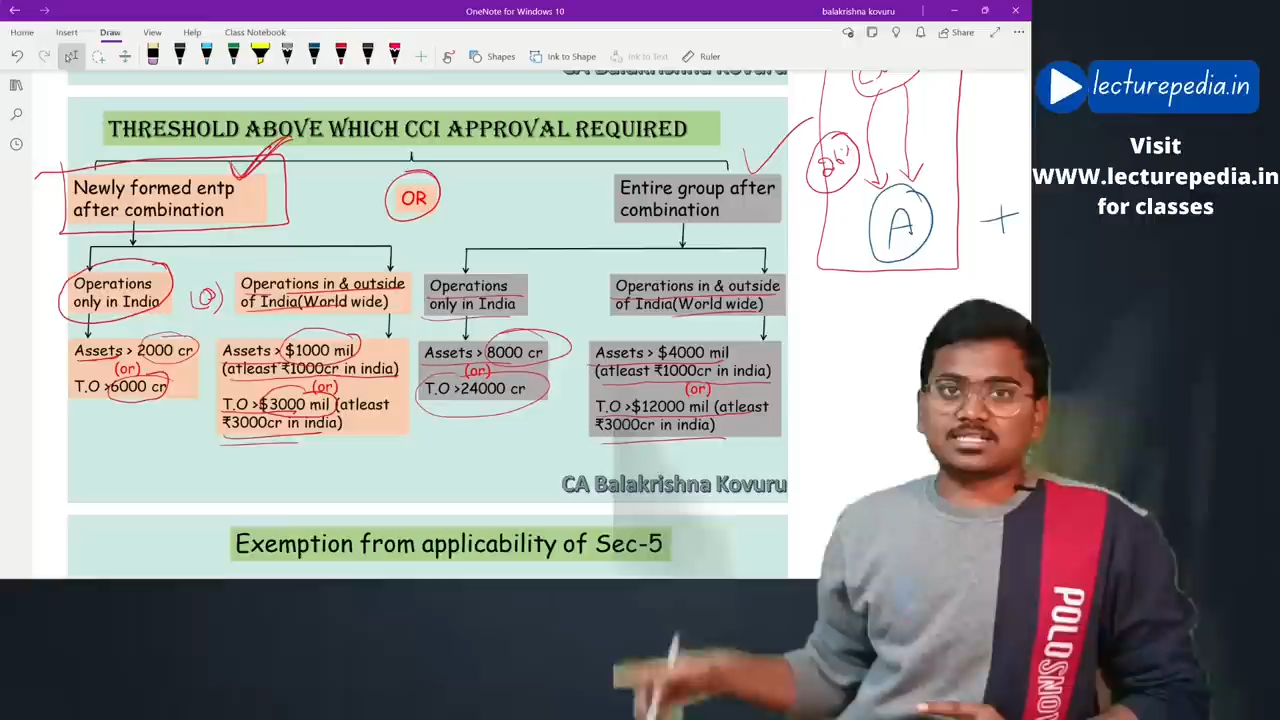 OneNote for Windows 10
balakrishna kovuru
Home Insert Draw View Help Class Notebook
Share
Shapes Ink to Shape Ink to Text Ruler
CA Balakrishna Kovuru
THRESHOLD ABOVE WHICH CCI APPROVAL REQUIRED
Newly formed entp
after combination
OR
Entire group after
combination
Operations
only in India
(or)
Operations in & outside
of India(World wide)
Operations
only in India
Operations in & outside
of India(World wide)
Assets > 2000 cr
(or)
T.O >6000 cr
Assets > $1000 mil
(atleast ₹1000cr in india)
(or)
T.O >$3000 mil (atleast
₹3000cr in india)
Assets > 8000 cr
(or)
T.O >24000 cr
Assets > $4000 mil
(atleast ₹1000cr in india)
(or)
T.O >$12000 mil (atleast
₹3000cr in india)
CA Balakrishna Kovuru
Exemption from applicability of Sec-5
26%
A
+
lecturepedia.in
Visit
WWW.lecturepedia.in
for classes
POLO